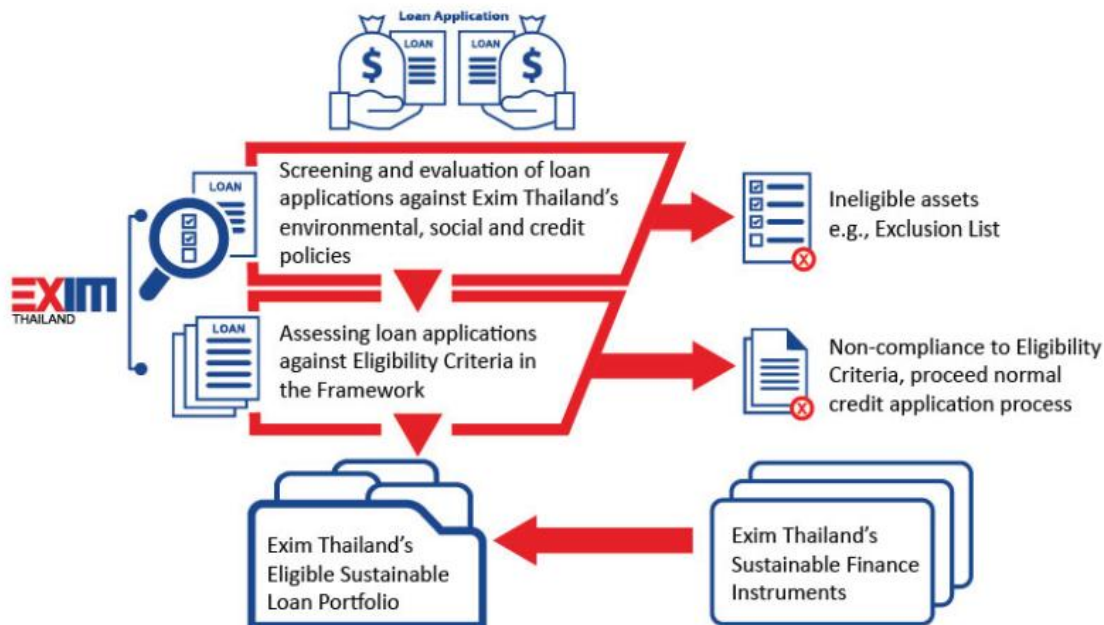 Loan Application
LOAN
LOAN
$
$
LOAN
Screening and evaluation of loan
applications against Exim Thailand's
environmental, social and credit
policies
Ineligible assets
e.g., Exclusion List
EXIM
THAILAND
LOAN
Assessing loan applications
against Eligibility Criteria in
the Framework
Non-compliance to Eligibility
Criteria, proceed normal
credit application process
Exim Thailand's
Eligible Sustainable
Loan Portfolio
Exim Thailand's
Sustainable Finance
Instruments